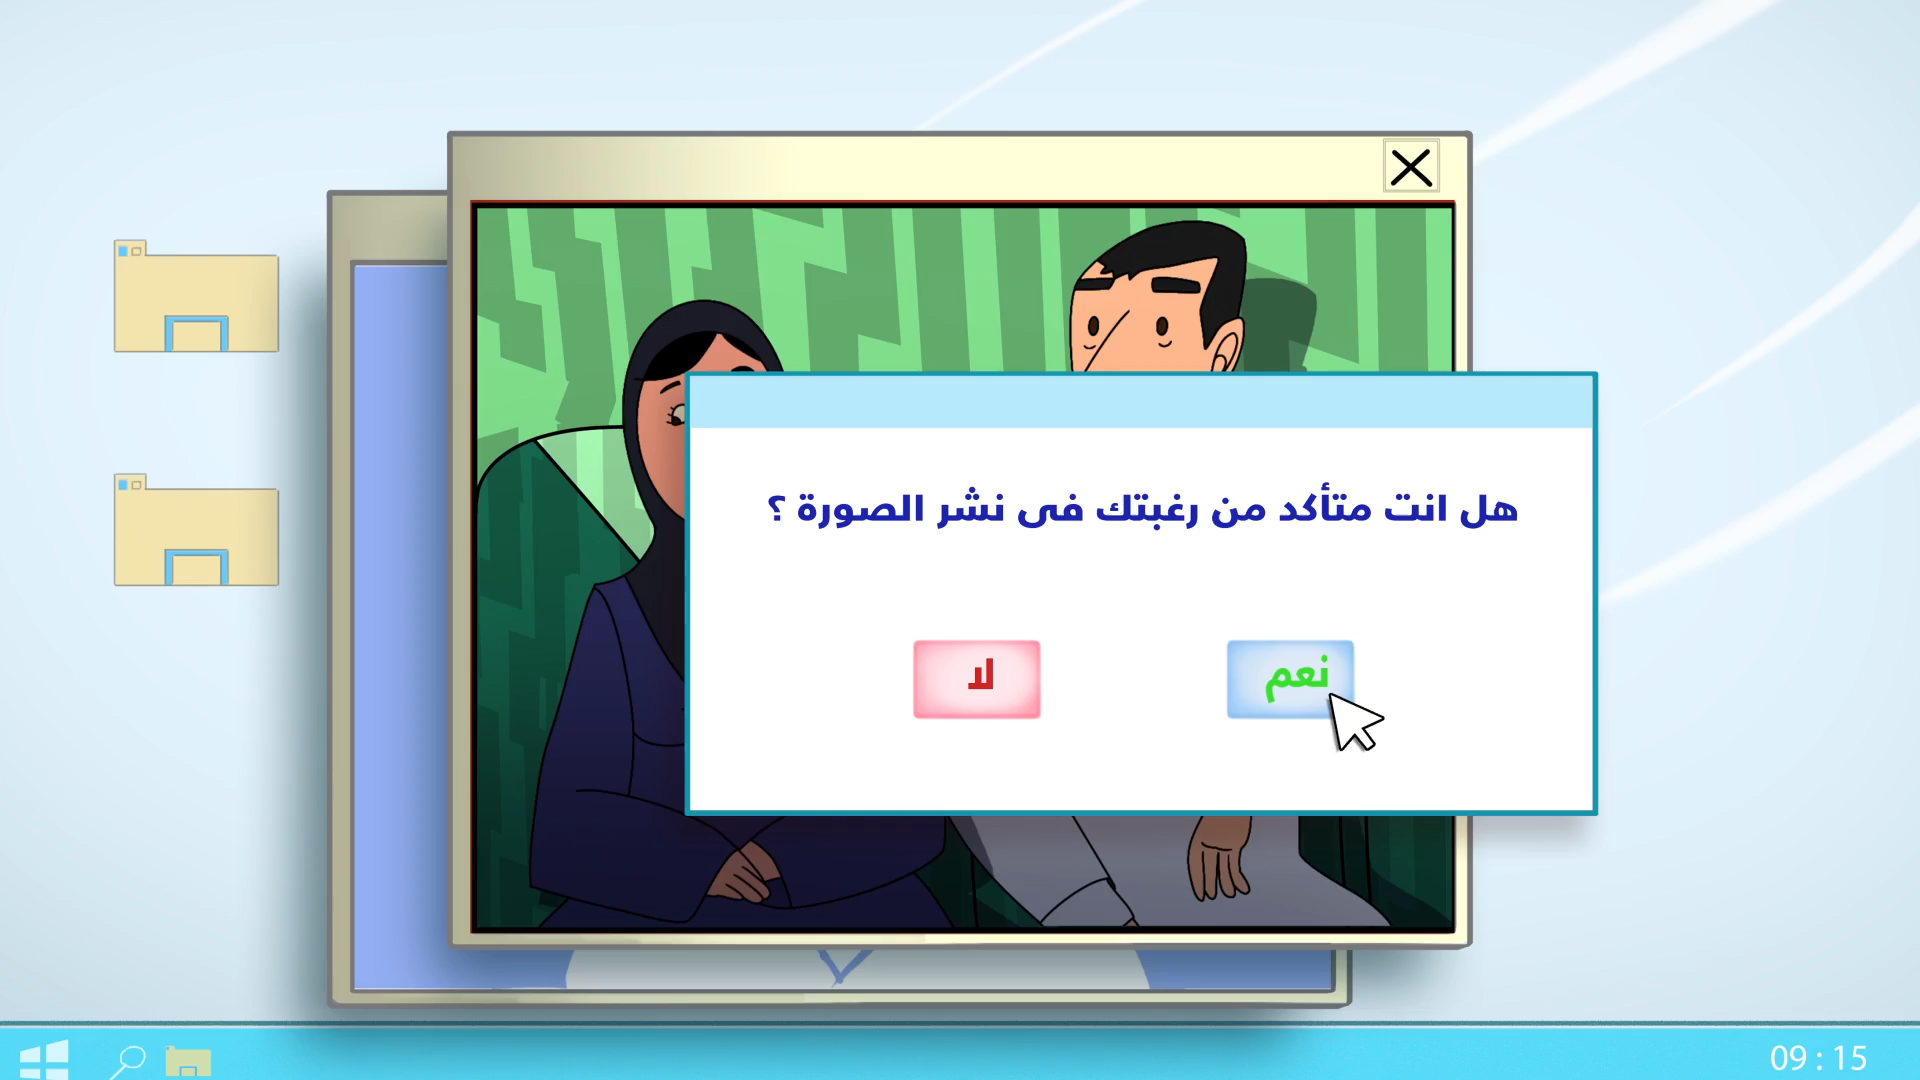 هل انت متأكد من رغبتك فى نشر الصورة ؟
نعم
لا
09 : 15